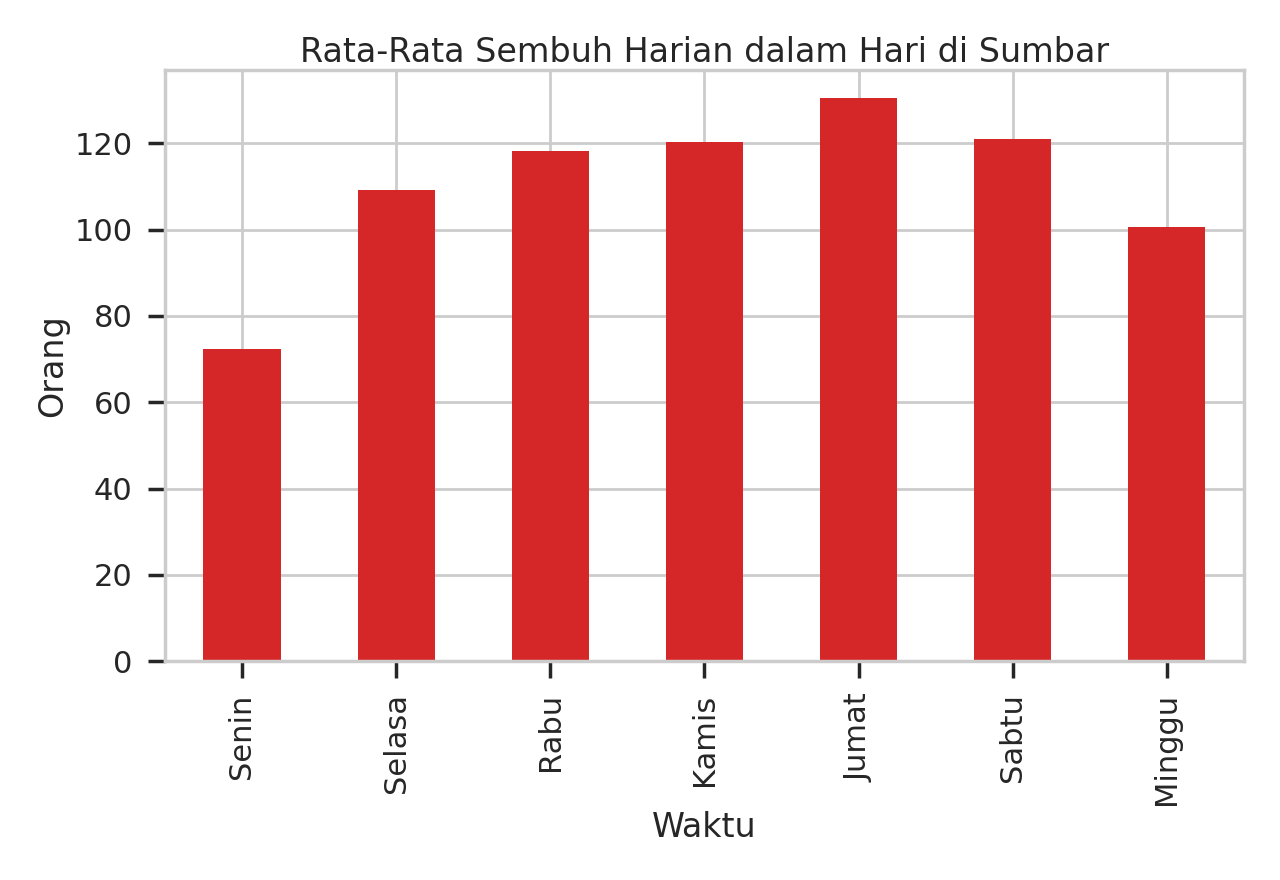 Rata-Rata Sembuh Harian dalam Hari di Sumbar
Orang
120
100
80
60
40
20
0
Senin
Selasa
Rabu
Kamis
Jumat
Sabtu
Minggu
Waktu